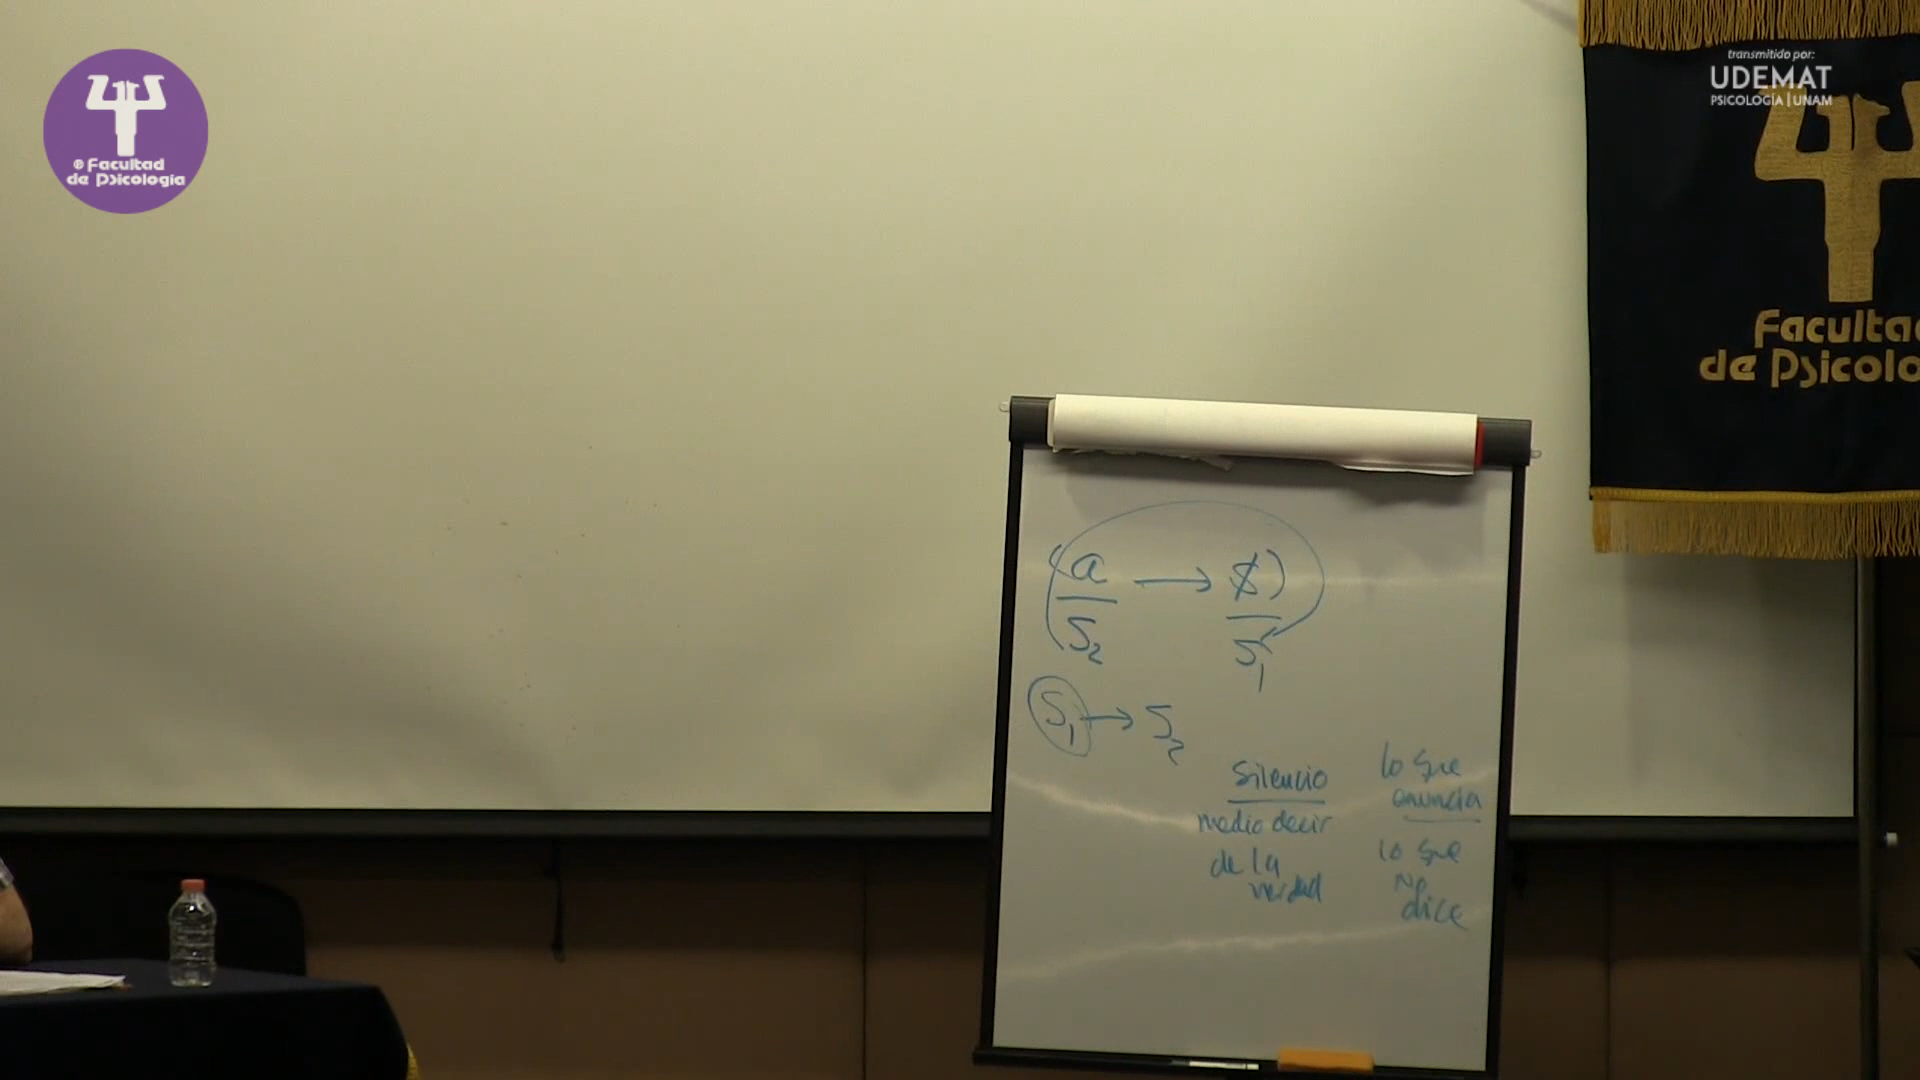 ® Facultad
de Psicología
transmitido por:
UDEMAT
PSICOLOGÍA | UNAM
Faculta
de Psicolo
a → $
S2 S1
S1 → S2
Silencio
medio decir
de la
verdad
lo que
enuncia
lo que
No
dice